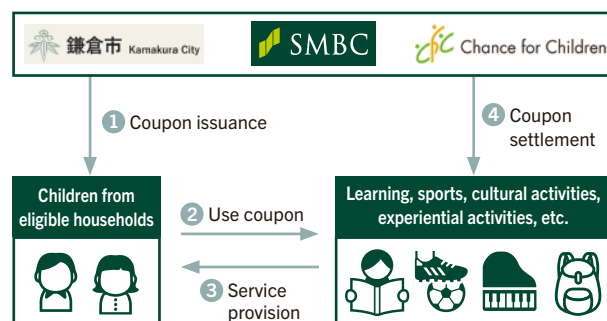 鎌倉市 Kamakura City
SMBC
Chance for Children
1 Coupon issuance
4 Coupon
settlement
Children from
eligible households
2 Use coupon
3 Service
provision
Learning, sports, cultural activities,
experiential activities, etc.